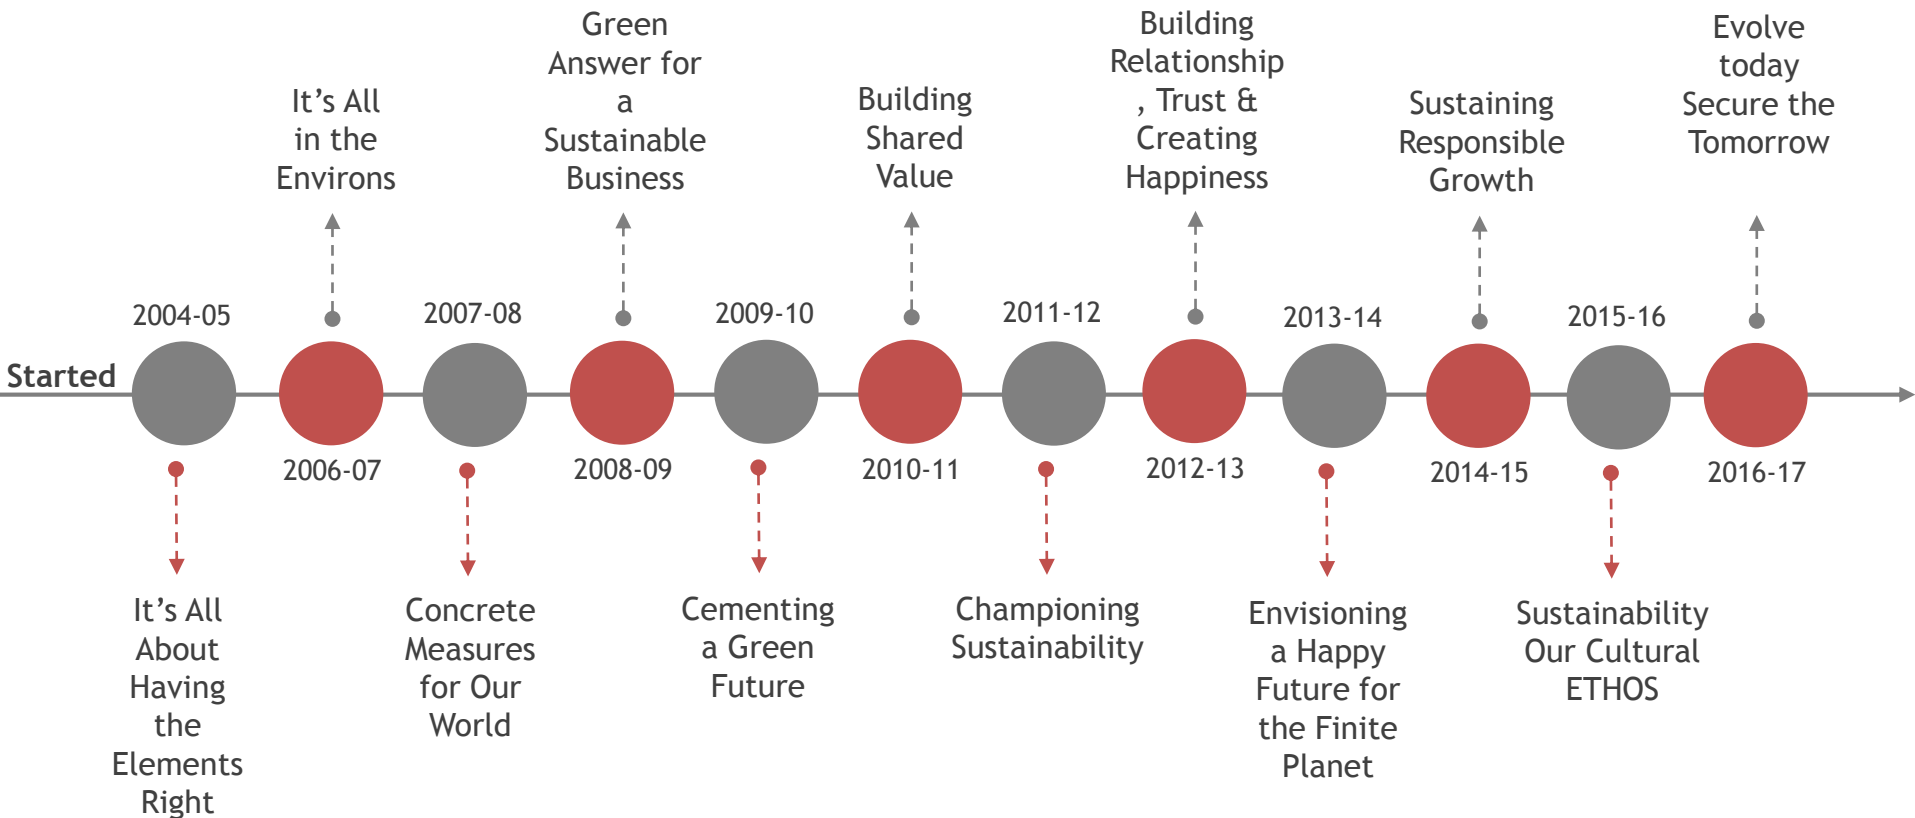 Green
Answer for
a
Sustainable
Business
Building
Relationship
, Trust &
Creating
Happiness
Evolve
today
Secure the
Tomorrow
It’s All
in the
Environs
Building
Shared
Value
Sustaining
Responsible
Growth
2004-05
2007-08
2009-10
2011-12
2013-14
2015-16
Started
2006-07
2008-09
2010-11
2012-13
2014-15
2016-17
It’s All
About
Having
the
Elements
Right
Concrete
Measures
for Our
World
Cementing
a Green
Future
Championing
Sustainability
Envisioning
a Happy
Future for
the Finite
Planet
Sustainability
Our Cultural
ETHOS